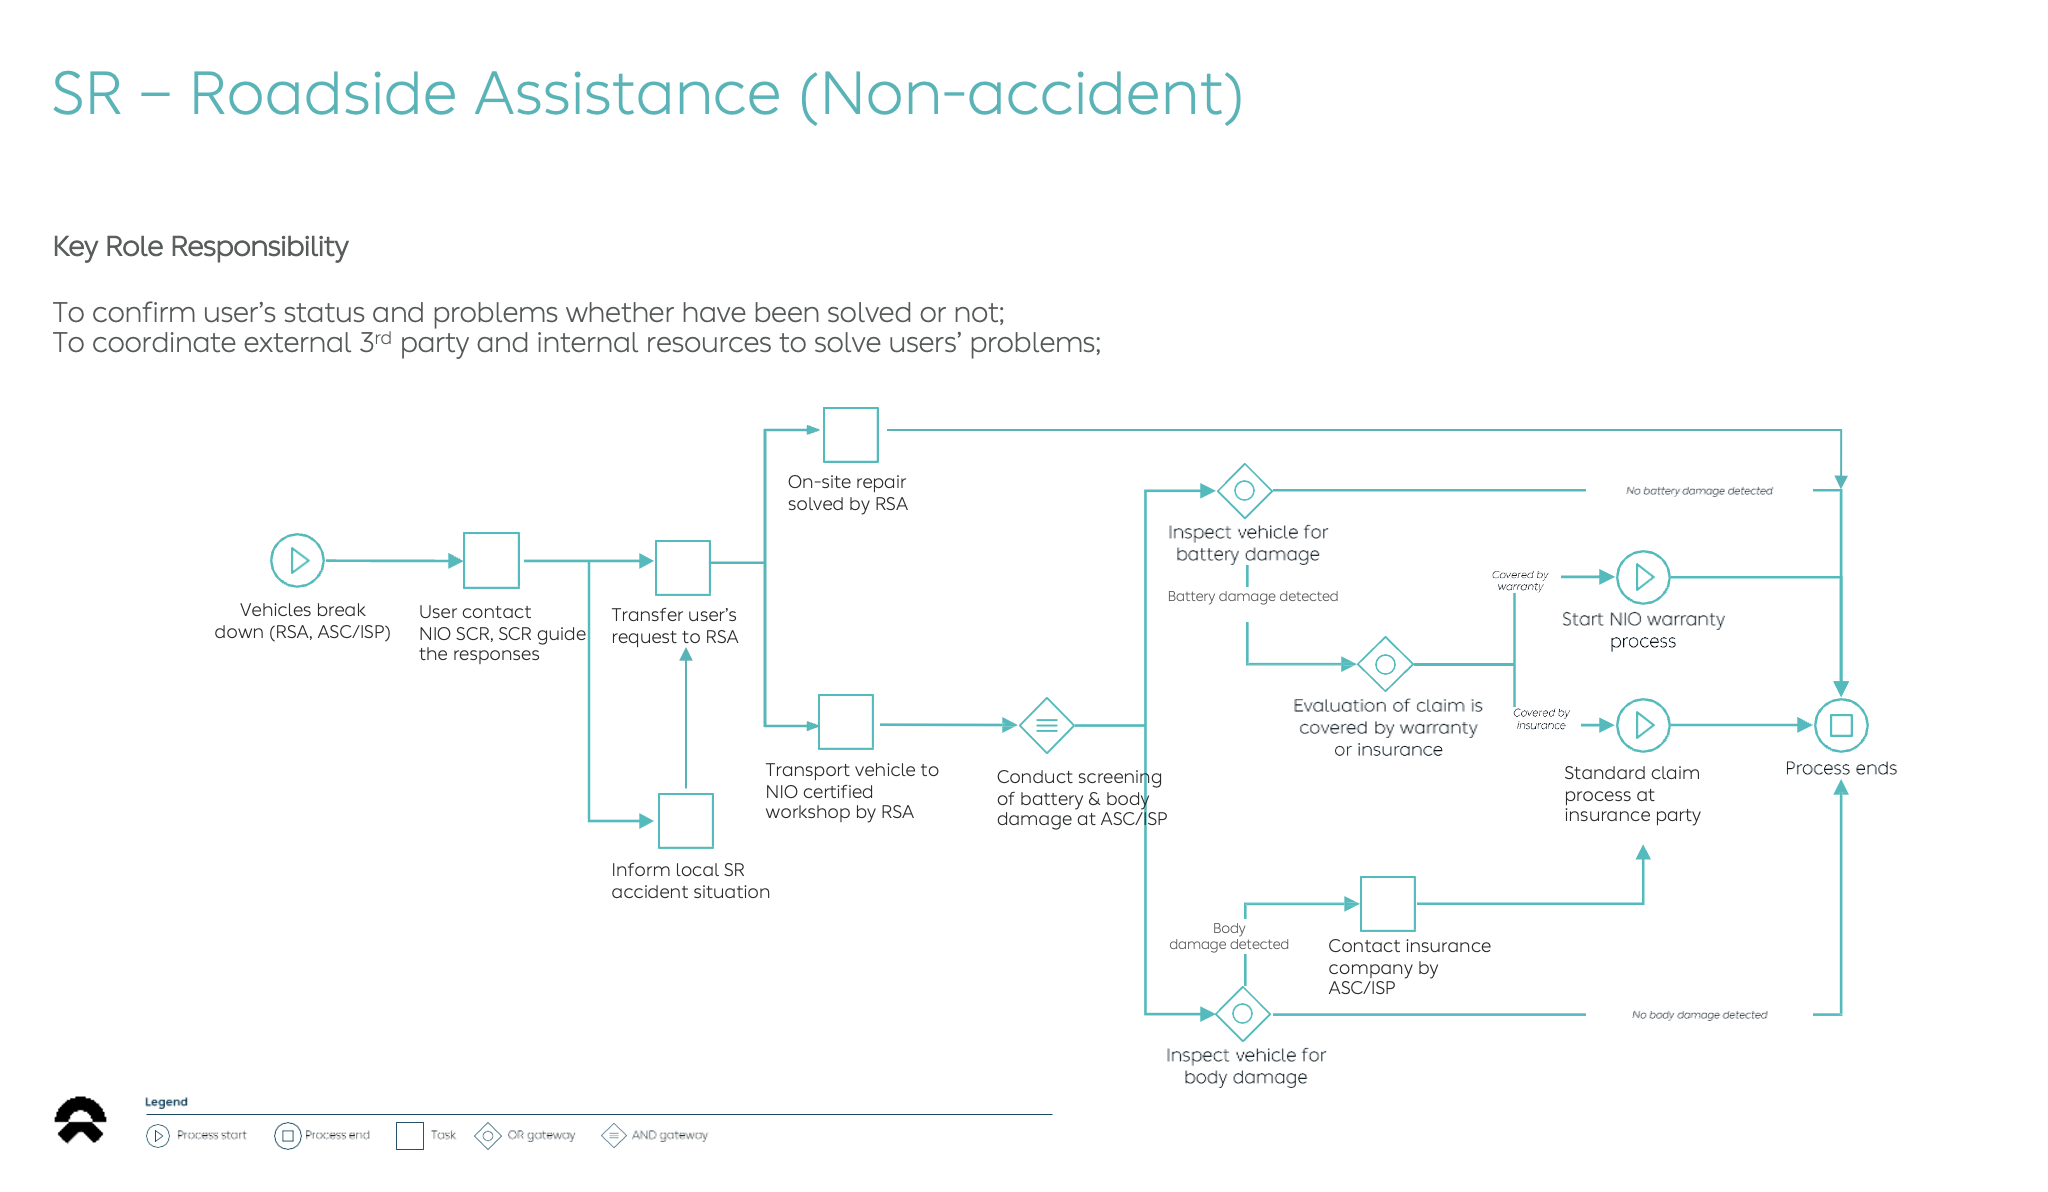 SR – Roadside Assistance (Non-accident)
Key Role Responsibility
To confirm user's status and problems whether have been solved or not;
To coordinate external 3rd party and internal resources to solve users' problems;
On-site repair
solved by RSA
No battery damage detected
Inspect vehicle for
battery damage
Battery damage detected
Vehicles break
down (RSA, ASC/ISP)
User contact
NIO SCR, SCR guide
the responses
Transfer user's
request to RSA
Covered by
warranty
Start NIO warranty
process
Evaluation of claim is
covered by warranty
or insurance
Covered by
insurance
Transport vehicle to
NIO certified
workshop by RSA
Conduct screening
of battery & body
damage at ASC/ISP
Standard claim
process at
insurance party
Process ends
Inform local SR
accident situation
Body
damage detected
Contact insurance
company by
ASC/ISP
No body damage detected
Inspect vehicle for
body damage
Legend
Process start
Process end
Task
OR gateway
AND gateway